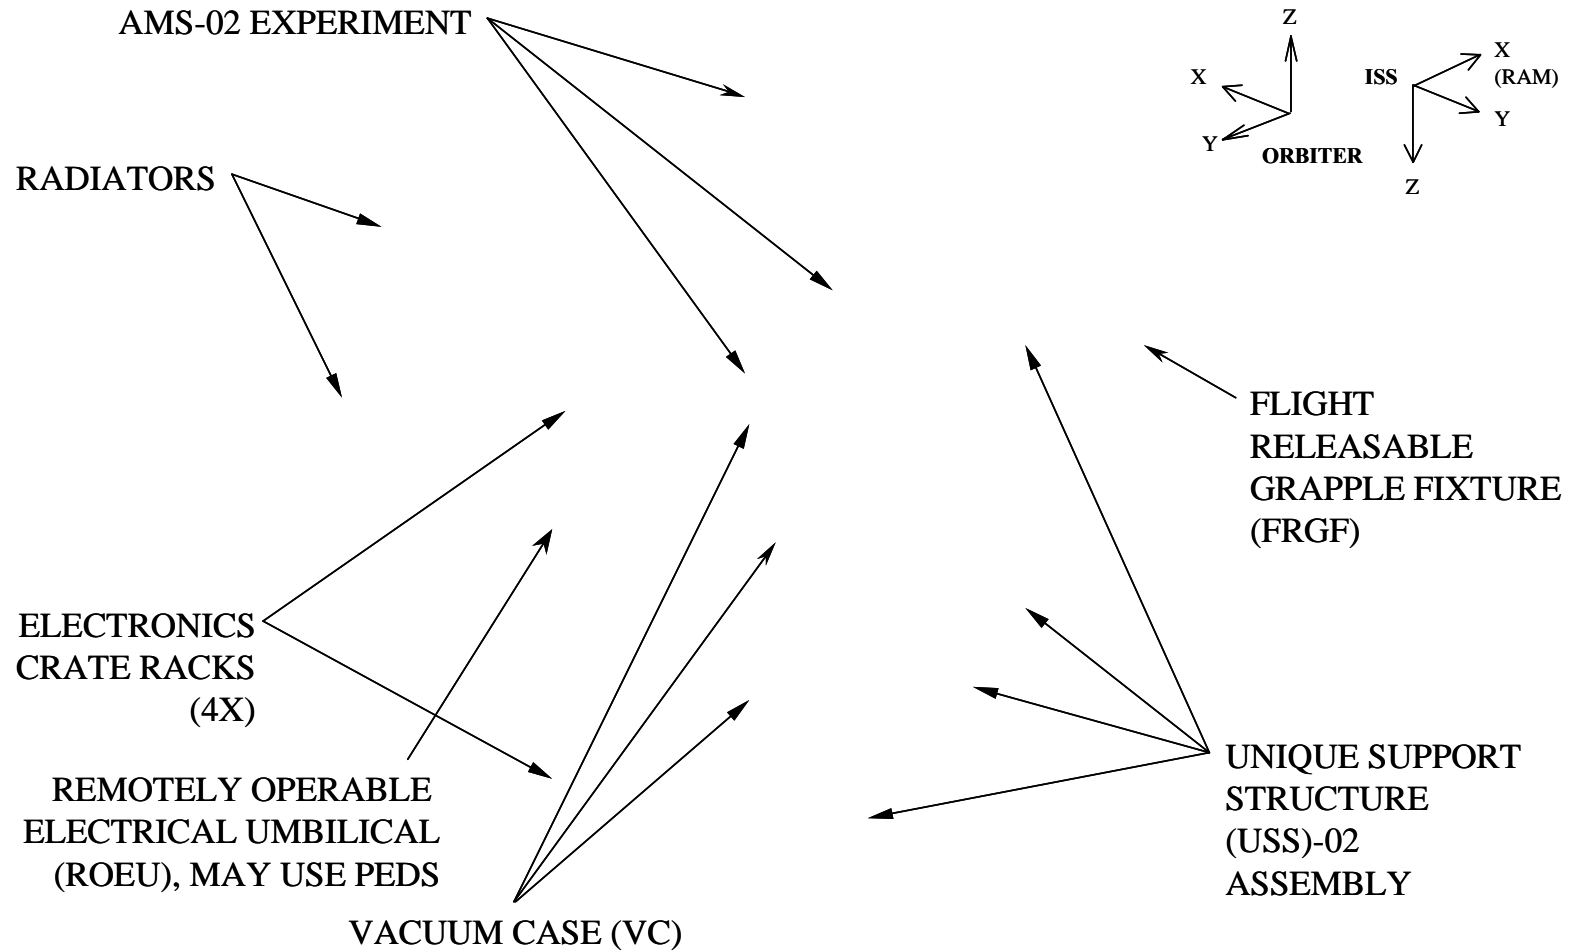 AMS-02 EXPERIMENT
Z
X
Y
ORBITER
ISS
X
(RAM)
Y
Z
RADIATORS
FLIGHT
RELEASABLE
GRAPPLE FIXTURE
(FRGF)
ELECTRONICS
CRATE RACKS
(4X)
REMOTELY OPERABLE
ELECTRICAL UMBILICAL
(ROEU), MAY USE PEDS
VACUUM CASE (VC)
UNIQUE SUPPORT
STRUCTURE
(USS)-02
ASSEMBLY